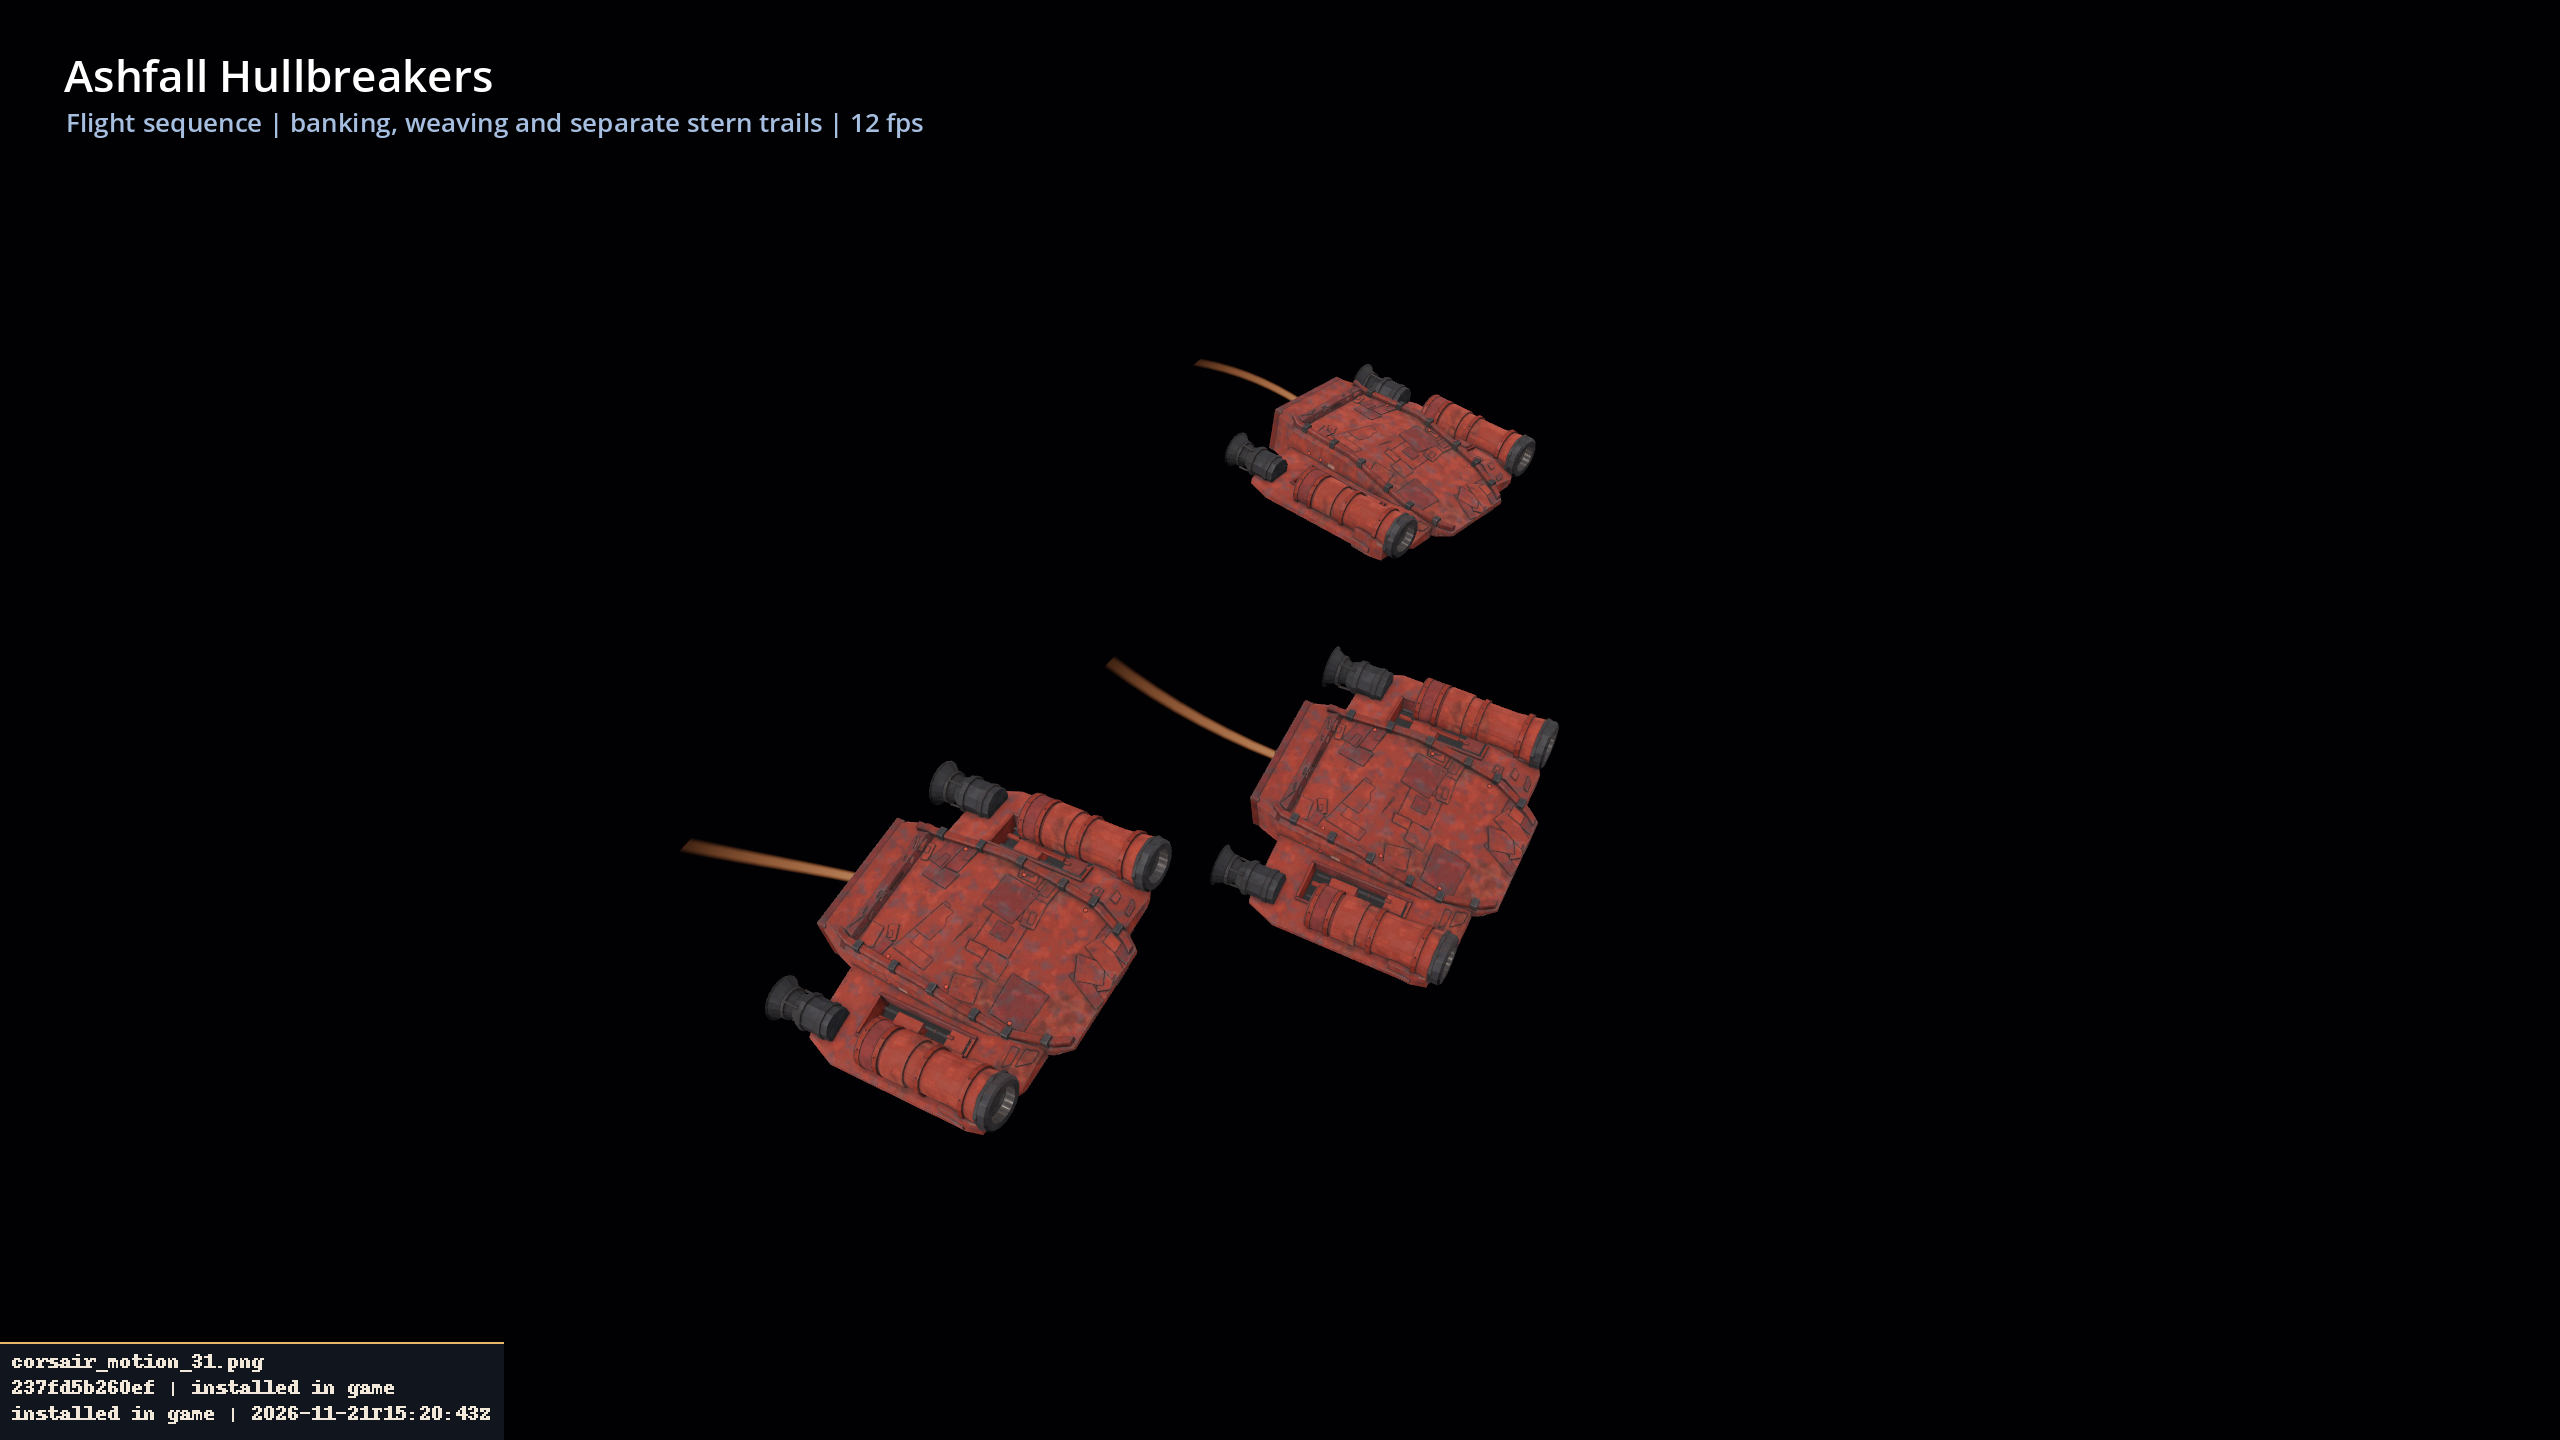 Ashfall Hullbreakers
Flight sequence | banking, weaving and separate stern trails | 12 fps
corsair_motion_31.png
237fd5b260ef | installed in game
installed in game | 2026-11-21T15:20:43Z